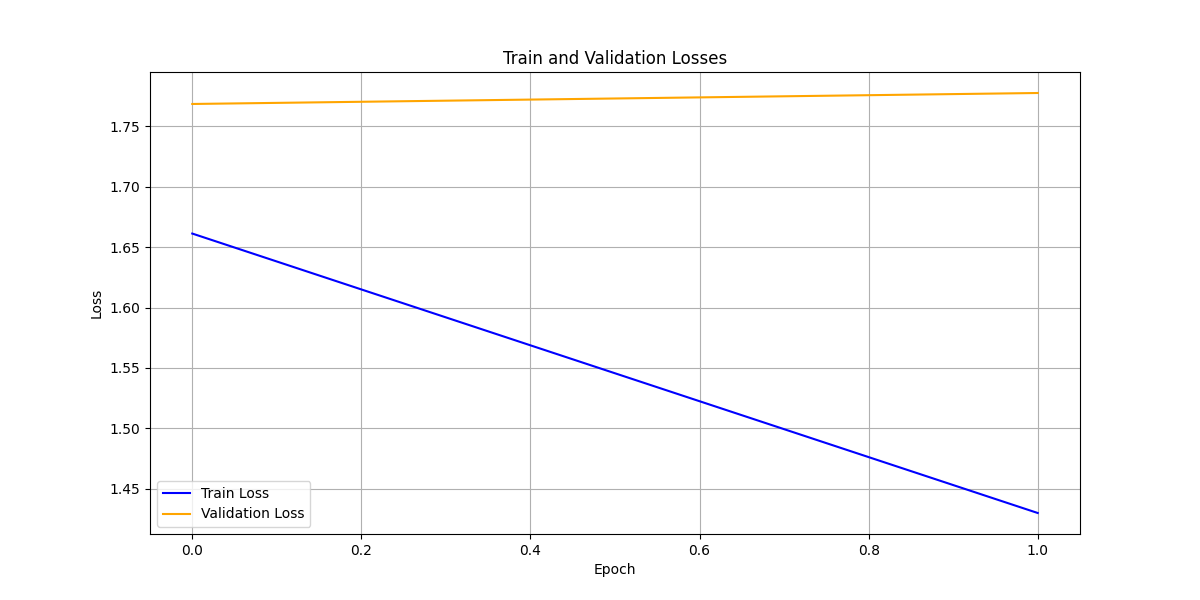 Train and Validation Losses
Loss
1.75
1.70
1.65
1.60
1.55
1.50
1.45
Train Loss
Validation Loss
0.0 0.2 0.4 0.6 0.8 1.0
Epoch